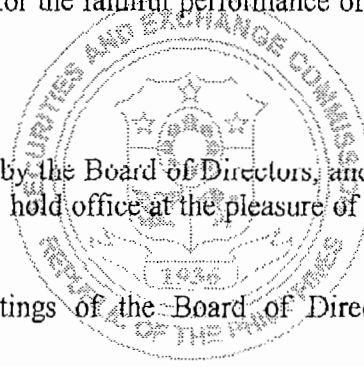 for the faithful performance of
SECURITIES AND EXCHANGE COMMISS
by the Board of Directors, and
hold office at the pleasure of
1936
tings of the Board of Direc
REPUBLIC OF THE PHILIPPINES